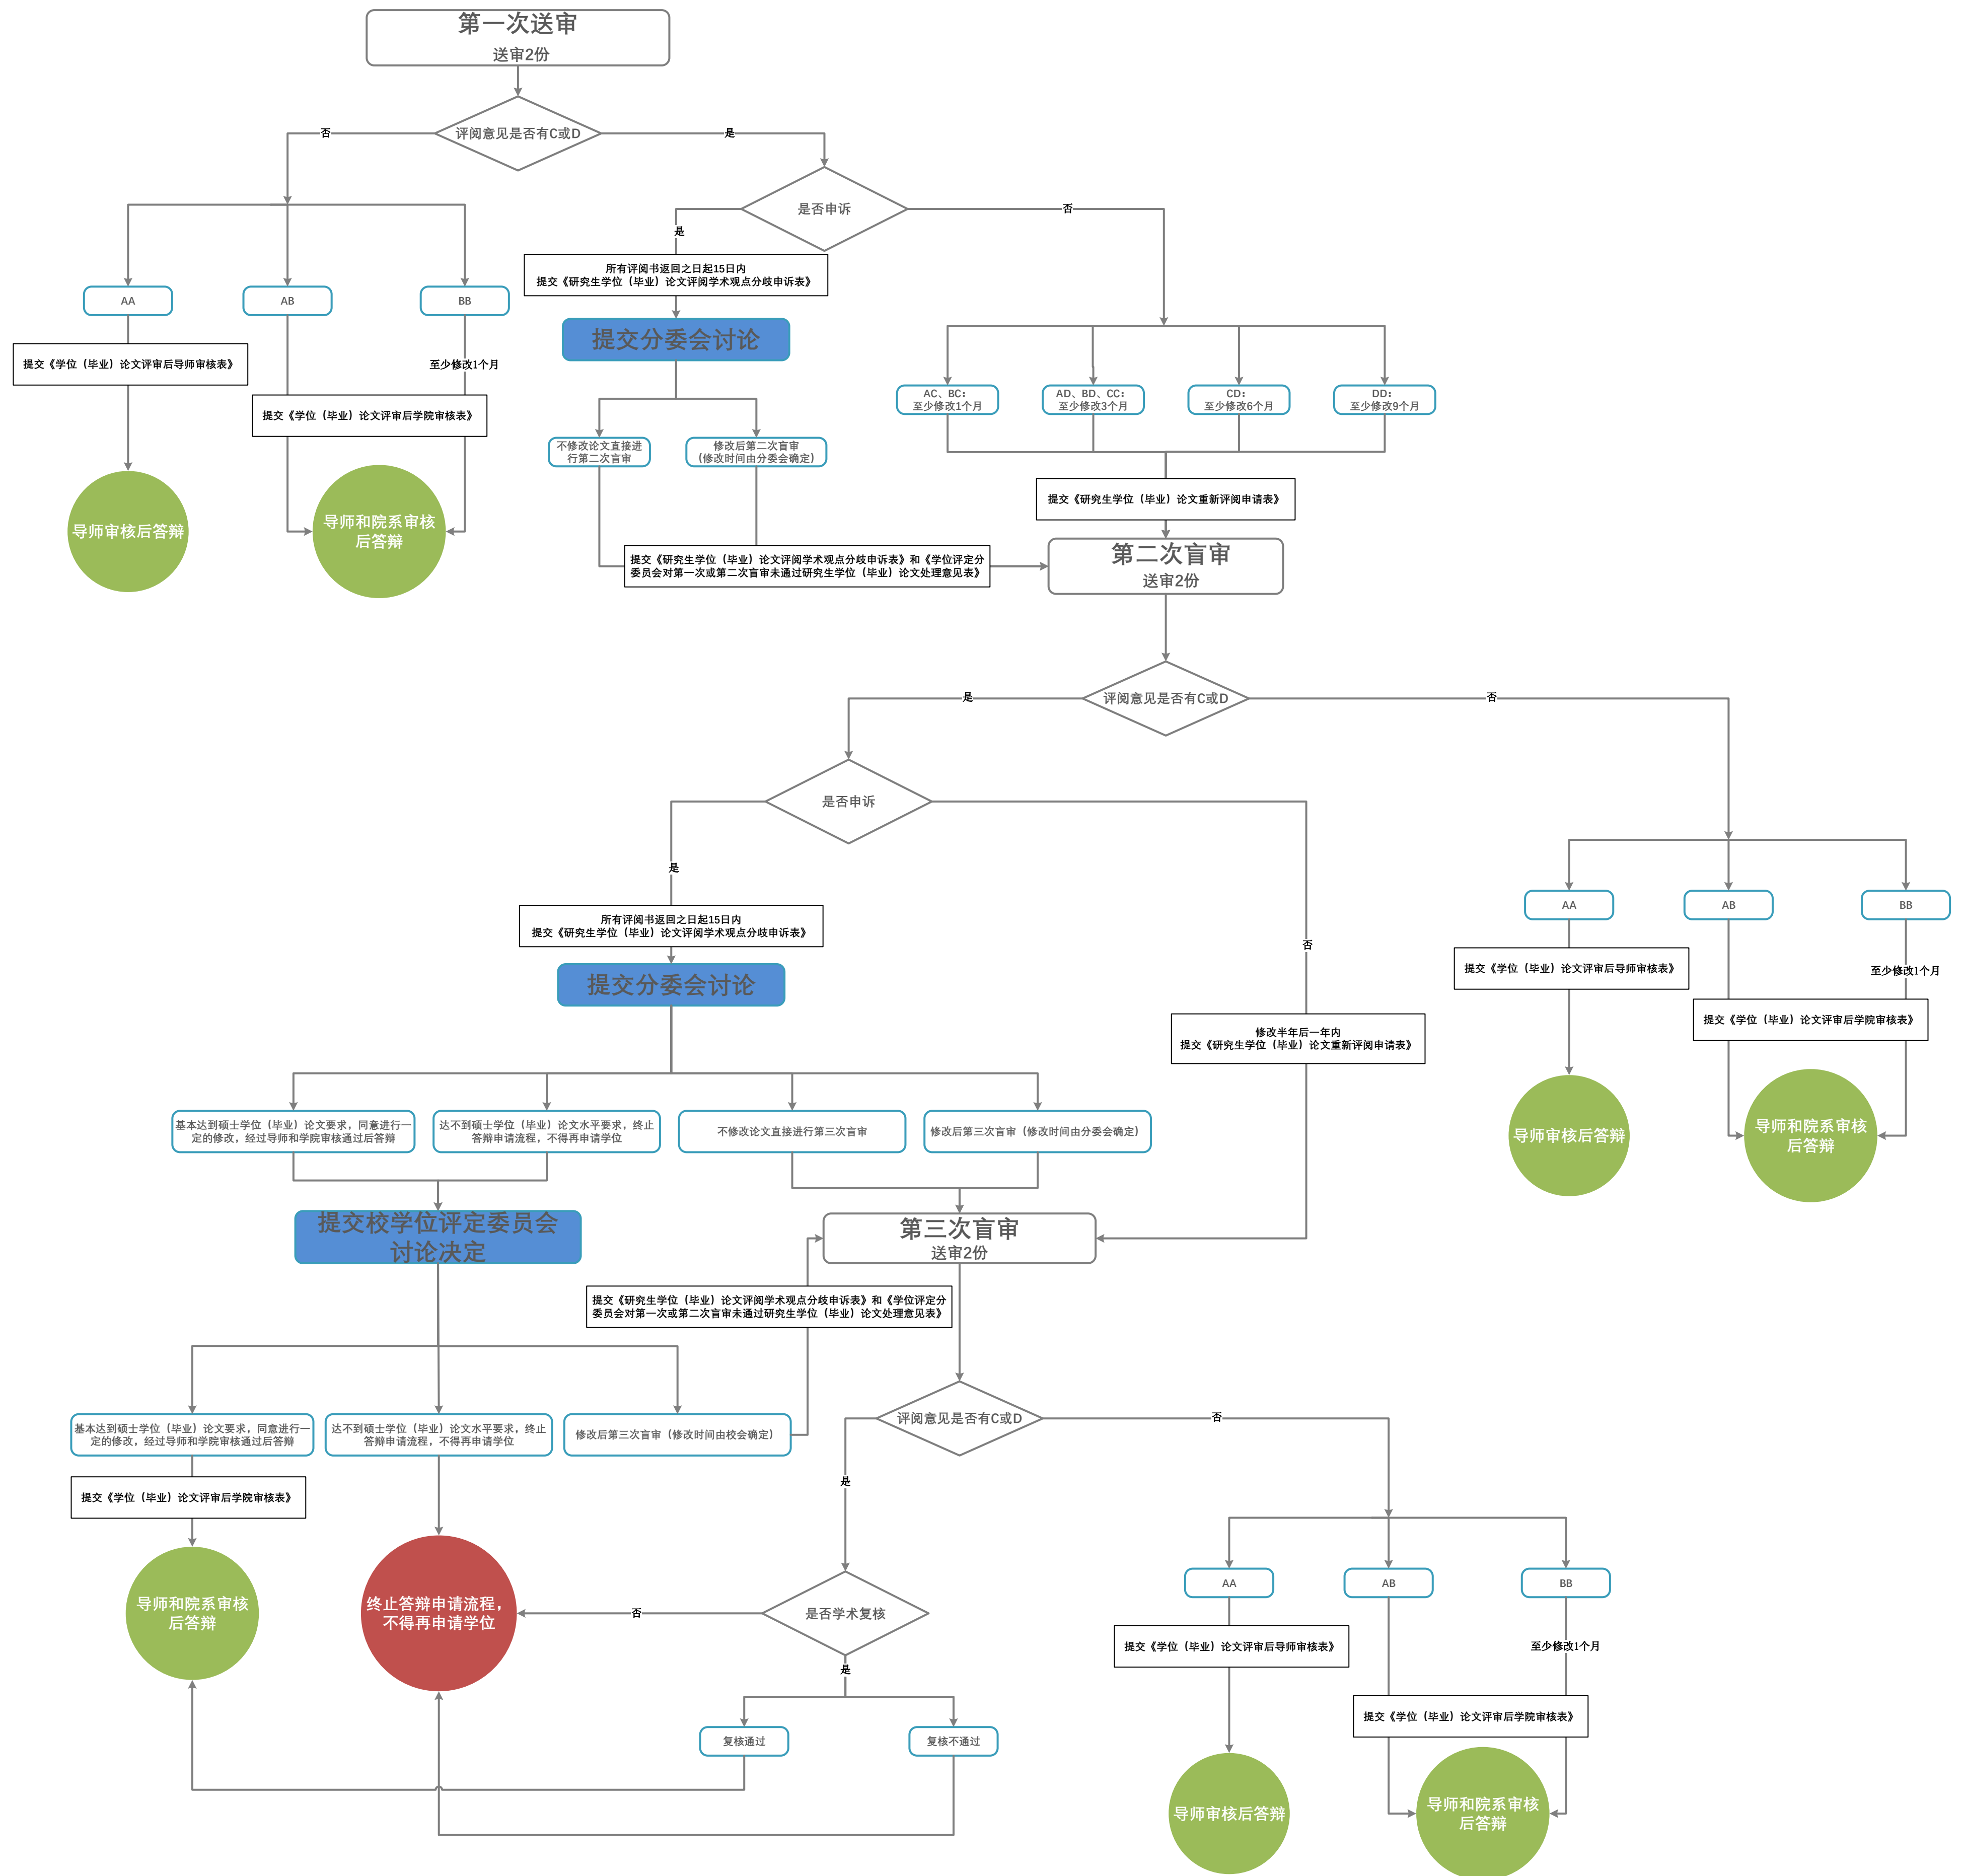 第一次送审
送审2份
评阅意见是否有C或D
否
是
是否申诉
是
否
所有评阅书返回之日起15日内
提交《研究生学位（毕业）论文评阅学术观点分歧申诉表》
AA
AB
BB
提交分委会讨论
提交《学位（毕业）论文评审后导师审核表》
至少修改1个月
提交《学位（毕业）论文评审后学院审核表》
AC、BC：
至少修改1个月
AD、BD、CC：
至少修改3个月
CD：
至少修改6个月
DD：
至少修改9个月
不修改论文直接进
行第二次盲审
修改后第二次盲审
（修改时间由分委会确定）
提交《研究生学位（毕业）论文重新评阅申请表》
导师审核后答辩
导师和院系审核
后答辩
提交《研究生学位（毕业）论文评阅学术观点分歧申诉表》和《学位评定分
委员会对第一次或第二次盲审未通过研究生学位（毕业）论文处理意见表》
第二次盲审
送审2份
评阅意见是否有C或D
是
否
是否申诉
是
否
所有评阅书返回之日起15日内
提交《研究生学位（毕业）论文评阅学术观点分歧申诉表》
AA
AB
BB
提交分委会讨论
提交《学位（毕业）论文评审后导师审核表》
至少修改1个月
提交《学位（毕业）论文评审后学院审核表》
修改半年后一年内
提交《研究生学位（毕业）论文重新评阅申请表》
基本达到硕士学位（毕业）论文要求，同意进行一
定的修改，经过导师和学院审核通过后答辩
达不到硕士学位（毕业）论文水平要求，终止
答辩申请流程，不得再申请学位
不修改论文直接进行第三次盲审
修改后第三次盲审（修改时间由分委会确定）
导师审核后答辩
导师和院系审核
后答辩
提交校学位评定委员会
讨论决定
第三次盲审
送审2份
提交《研究生学位（毕业）论文评阅学术观点分歧申诉表》和《学位评定分
委员会对第一次或第二次盲审未通过研究生学位（毕业）论文处理意见表》
基本达到硕士学位（毕业）论文要求，同意进行一
定的修改，经过导师和学院审核通过后答辩
达不到硕士学位（毕业）论文水平要求，终止
答辩申请流程，不得再申请学位
修改后第三次盲审（修改时间由校会确定）
评阅意见是否有C或D
否
是
提交《学位（毕业）论文评审后学院审核表》
导师和院系审核
后答辩
终止答辩申请流程，
不得再申请学位
否
是否学术复核
是
复核通过
复核不通过
AA
AB
BB
提交《学位（毕业）论文评审后导师审核表》
至少修改1个月
提交《学位（毕业）论文评审后学院审核表》
导师审核后答辩
导师和院系审核
后答辩